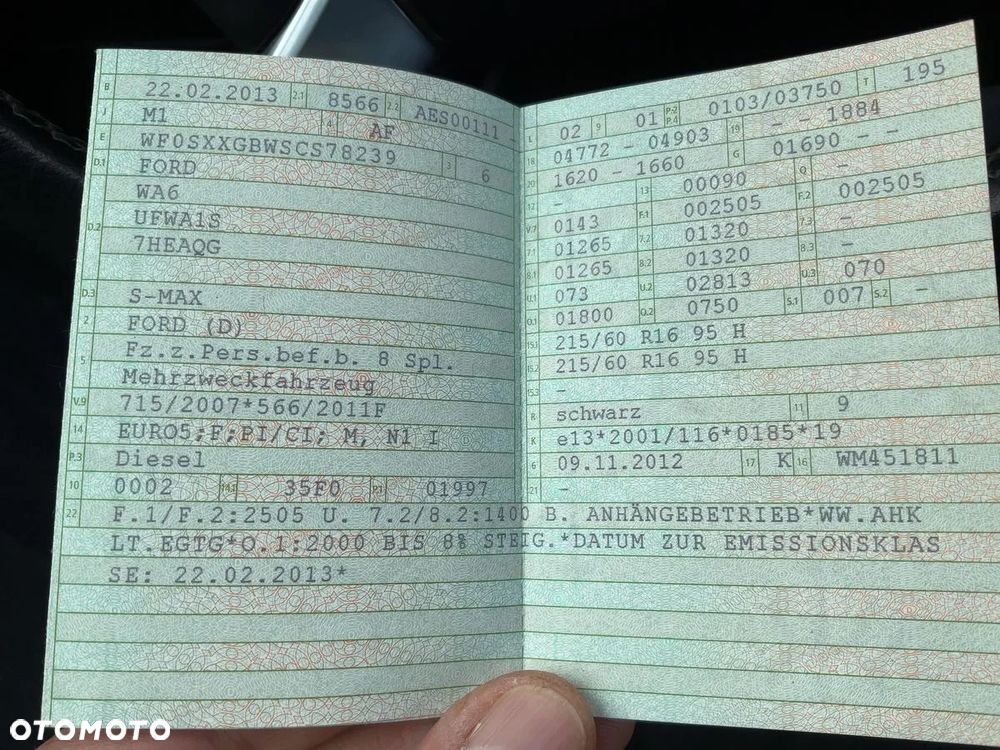 B 22.02.2013 2.1 8566 2.2 AES00111
J M1 4 AF
E WF0SXXGBWSCS78239 3 6
D.1 FORD
D.2 WA6
UFWA1S
7HEAQG
D.3 S-MAX
2 FORD (D)
5 Fz.z.Pers.bef.b. 8 Spl.
Mehrzweckfahrzeug
V.9 715/2007*566/2011F
14 EURO5;F;PI/CI; M, N1 I
P.3 Diesel
10 0002 14.1 35F0 P.1 01997
L 02 9 01 P.2 P.4 0103/03750 T 195
18 04772 - 04903 19 - - 1884
20 1620 - 1660 G 01690 - -
12 - 13 00090 Q -
V.7 0143 F.1 002505 F.2 002505
7.1 01265 7.2 01320 7.3 -
8.1 01265 8.2 01320 8.3 -
U.1 073 U.2 02813 U.3 070
O.1 01800 O.2 0750 S.1 007 S.2 -
15.1 215/60 R16 95 H
15.2 215/60 R16 95 H
15.3 -
R schwarz 11 9
K e13*2001/116*0185*19
6 09.11.2012 17 K 16 WM451811
21 -
22 F.1/F.2:2505 U. 7.2/8.2:1400 B. ANHÄNGEBETRIEB*WW.AHK
LT.EGTG*O.1:2000 BIS 8% STEIG.*DATUM ZUR EMISSIONSKLAS
SE: 22.02.2013*
OTOMOTO